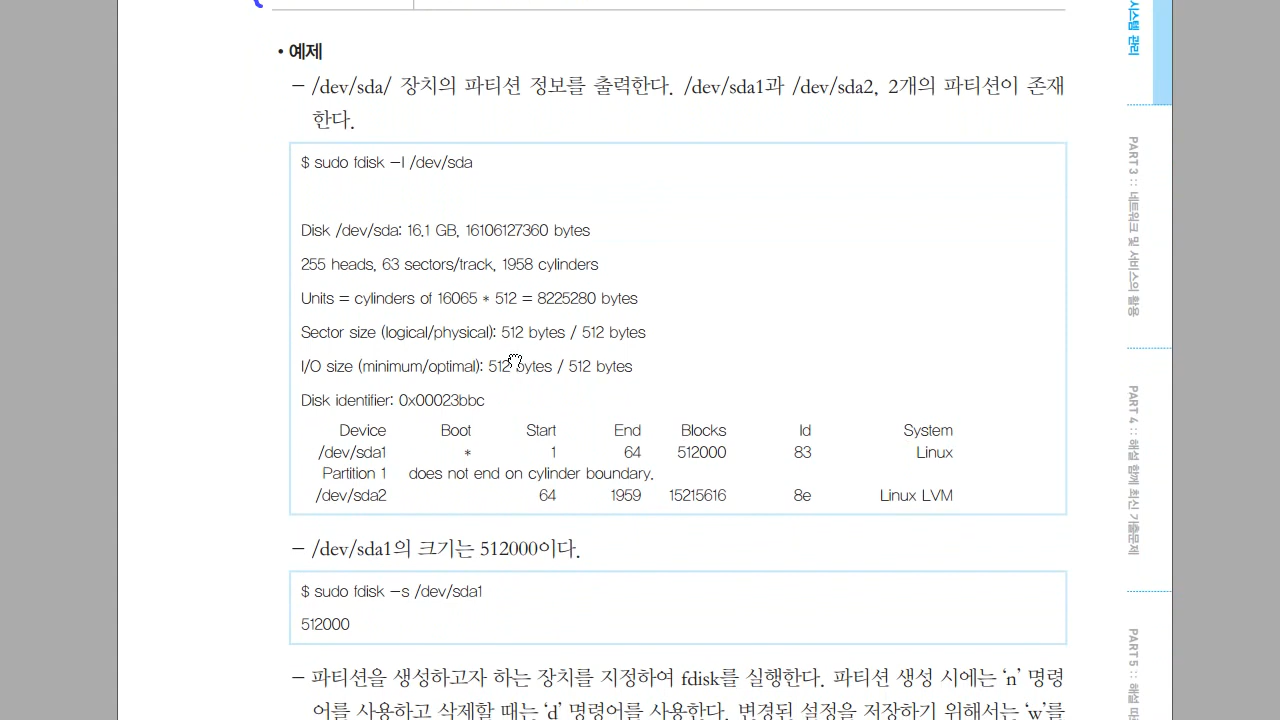 • 예제
– /dev/sda/ 장치의 파티션 정보를 출력한다. /dev/sda1과 /dev/sda2, 2개의 파티션이 존재
한다.
$ sudo fdisk –l /dev/sda
Disk /dev/sda: 16.1 GB, 16106127360 bytes
255 heads, 63 sectors/track, 1958 cylinders
Units = cylinders of 16065 * 512 = 8225280 bytes
Sector size (logical/physical): 512 bytes / 512 bytes
I/O size (minimum/optimal): 512 bytes / 512 bytes
Disk identifier: 0x00023bbc
Device Boot Start End Blocks Id System
/dev/sda1 * 1 64 512000 83 Linux
Partition 1 does not end on cylinder boundary.
/dev/sda2 64 1959 15215616 8e Linux LVM
– /dev/sda1의 크기는 512000이다.
$ sudo fdisk –s /dev/sda1
512000
– 파티션을 생성하고자 하는 장치를 지정하여 fdisk를 실행한다. 파티션 생성 시에는 ‘n’ 명령
어를 사용하고 삭제할 때는 ‘d’ 명령어를 사용한다. 변경된 설정을 저장하기 위해서는 ‘w’를
시스템 관리
PART 3 :: 네트워크 및 서비스의 활용
PART 4 :: 해설 함께 최신 기출문제
PART 5 :: 해설 따